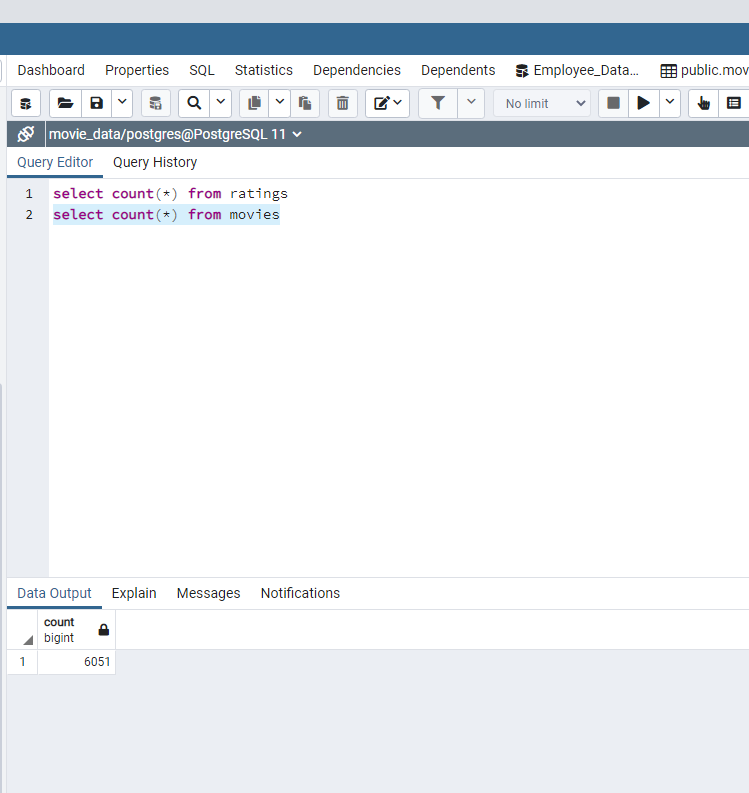 Dashboard Properties SQL Statistics Dependencies Dependents Employee_Data... public.mov
No limit
movie_data/postgres@PostgreSQL 11
Query Editor Query History
1 select count(*) from ratings
2 select count(*) from movies
Data Output Explain Messages Notifications
count
bigint
1 6051